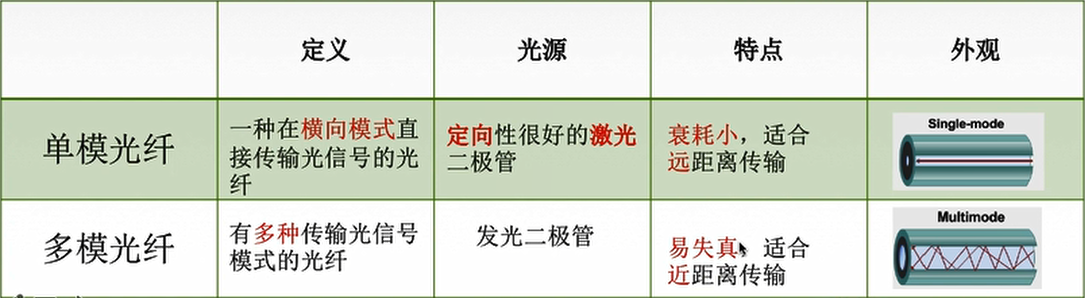 定义
光源
特点
外观
单模光纤
一种在横向模式直
接传输光信号的光
纤
定向性很好的激光
二极管
衰耗小，适合
远距离传输
Single-mode
多模光纤
有多种传输光信号
模式的光纤
发光二极管
易失真，适合
近距离传输
Multimode